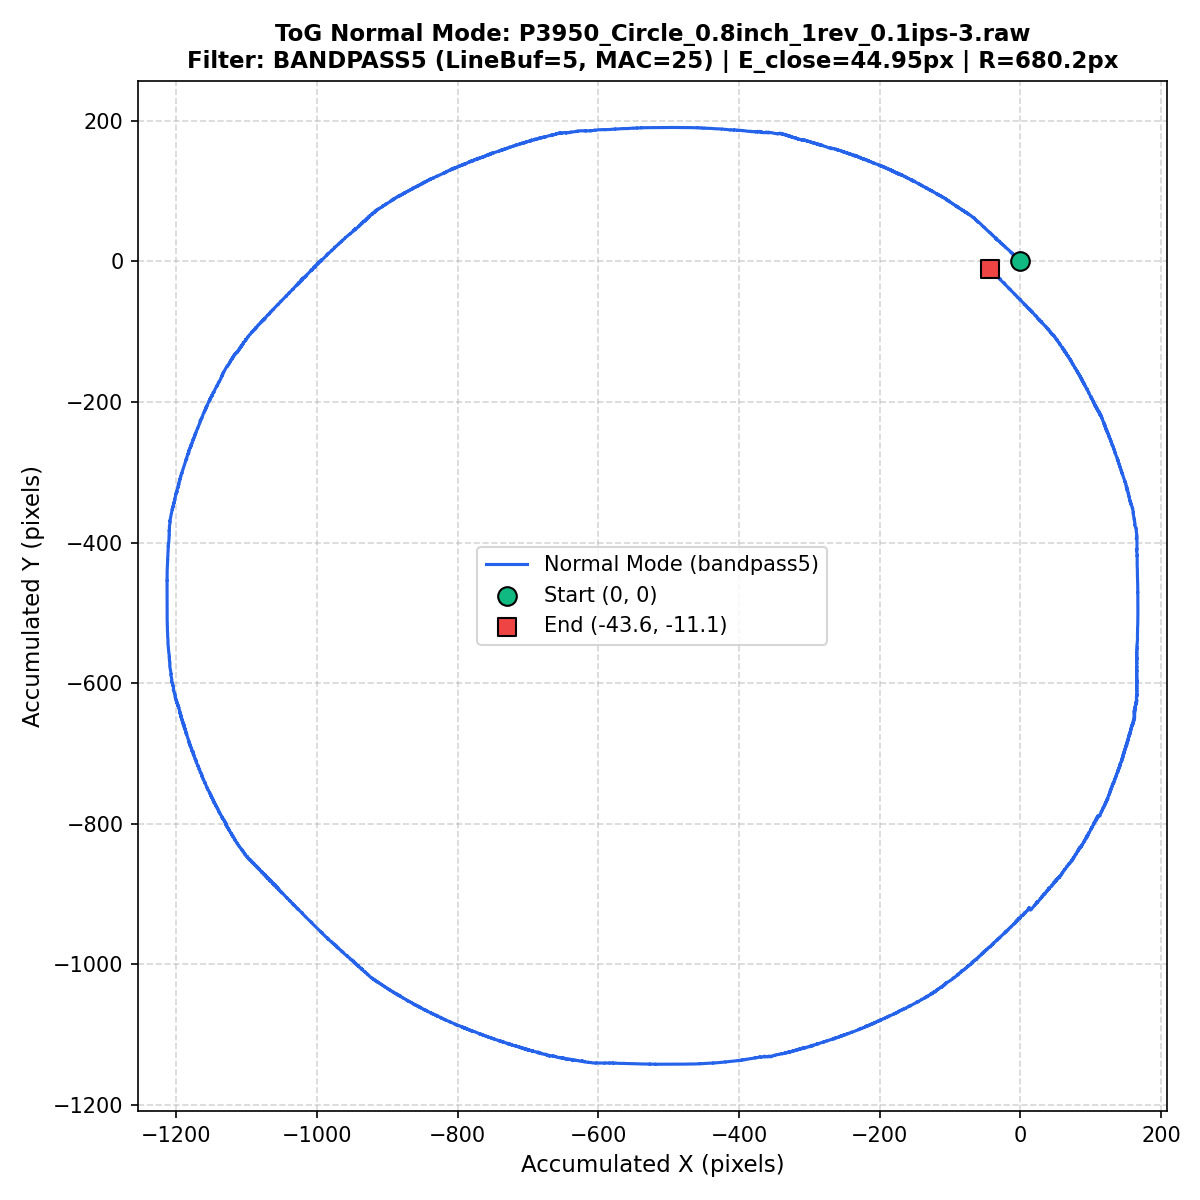 ToG Normal Mode: P3950_Circle_0.8inch_1rev_0.1ips-3.raw
Filter: BANDPASS5 (LineBuf=5, MAC=25) | E_close=44.95px | R=680.2px
Accumulated Y (pixels)
200
0
−200
−400
−600
−800
−1000
−1200
Normal Mode (bandpass5)
Start (0, 0)
End (-43.6, -11.1)
−1200 −1000 −800 −600 −400 −200 0 200
Accumulated X (pixels)